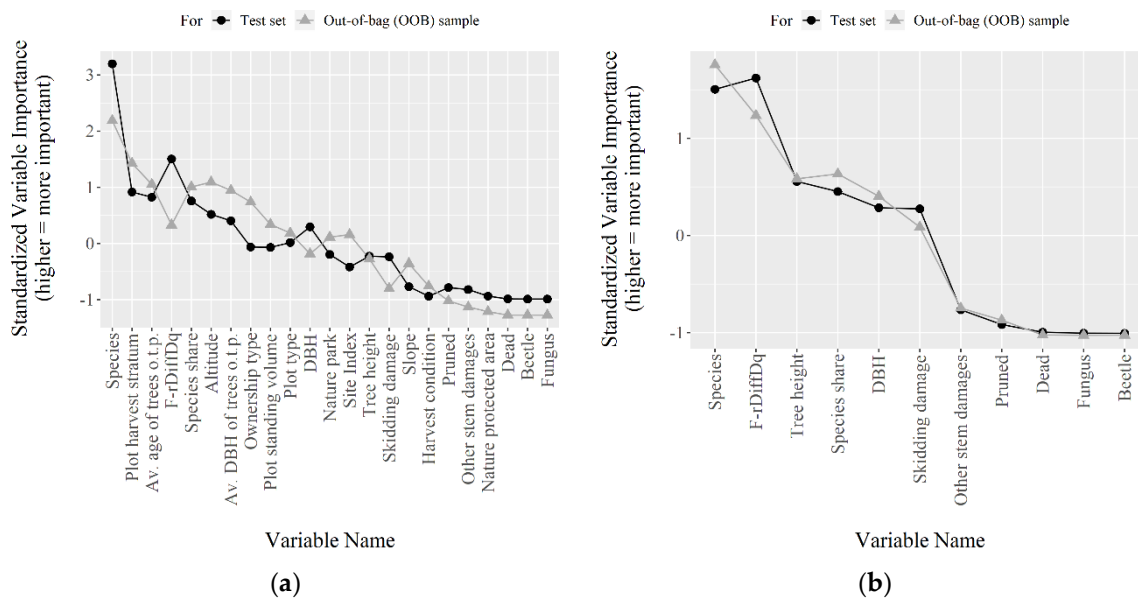 For Test set Out-of-bag (OOB) sample
Standardized Variable Importance
(higher = more important)
3
2
1
0
-1
Species
Plot harvest stratum
Av. age of trees o.t.p.
F-rDiffDq
Species share
Altitude
Av. DBH of trees o.t.p.
Ownership type
Plot standing volume
Plot type
DBH
Nature park
Site Index
Tree height
Skidding damage
Slope
Harvest condition
Pruned
Other stem damages
Nature protected area
Dead
Beetle
Fungus
Variable Name
(a)
For Test set Out-of-bag (OOB) sample
Standardized Variable Importance
(higher = more important)
1
0
-1
Species
F-rDiffDq
Tree height
Species share
DBH
Skidding damage
Other stem damages
Pruned
Dead
Fungus
Beetle
Variable Name
(b)